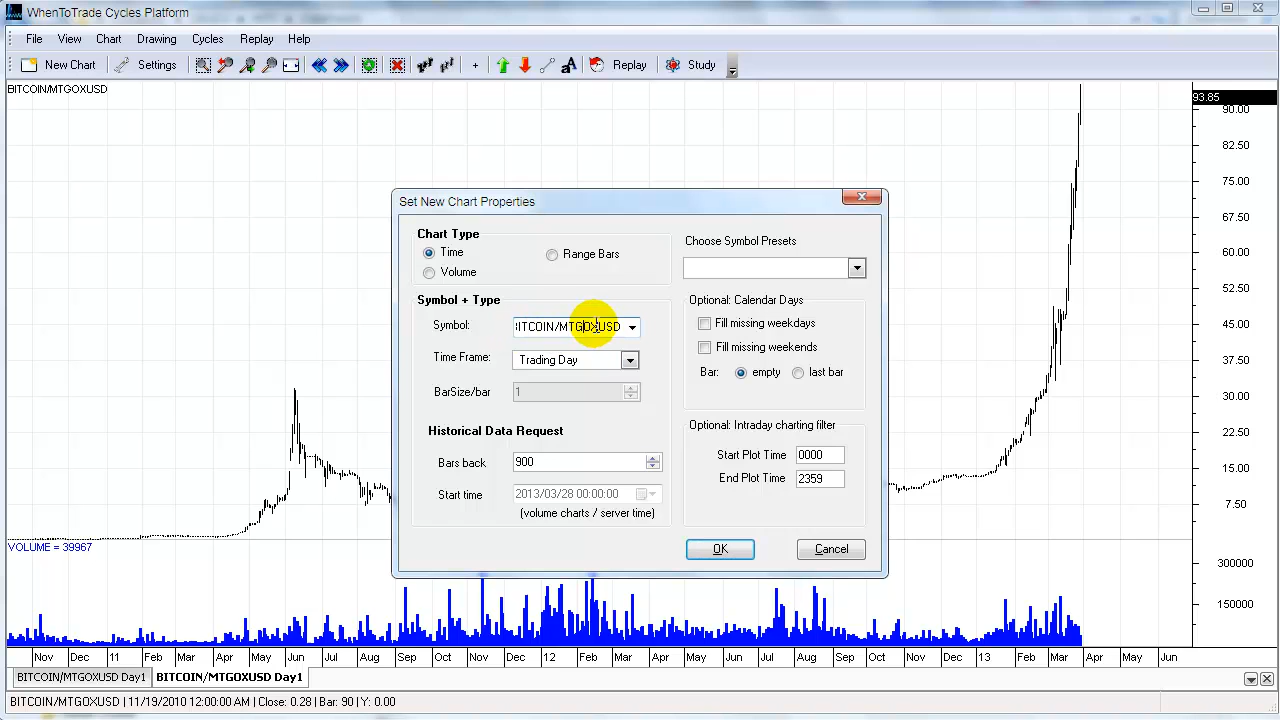 WhenToTrade Cycles Platform
File View Chart Drawing Cycles Replay Help
New Chart Settings + A Replay Study
BITCOIN/MTGOXUSD
93.85
90.00
82.50
75.00
67.50
60.00
52.50
45.00
37.50
30.00
22.50
15.00
7.50
Set New Chart Properties
Chart Type
Time
Range Bars
Volume
Choose Symbol Presets
Symbol + Type
Symbol: BITCOIN/MTGOXUSD
Time Frame: Trading Day
BarSize/bar 1
Historical Data Request
Bars back 900
Start time 2013/03/28 00:00:00
(volume charts / server time)
Optional: Calendar Days
Fill missing weekdays
Fill missing weekends
Bar: empty last bar
Optional: Intraday charting filter
Start Plot Time 0000
End Plot Time 2359
OK Cancel
VOLUME = 39967
300000
150000
Nov Dec 11 Feb Mar Apr May Jun Jul Aug Sep Oct Nov Dec 12 Feb Mar Apr May Jun Jul Aug Sep Oct Nov Dec 13 Feb Mar Apr May Jun
BITCOIN/MTGOXUSD Day1 BITCOIN/MTGOXUSD Day1
BITCOIN/MTGOXUSD | 11/19/2010 12:00:00 AM | Close: 0.28 | Bar: 90 | Y: 0.00